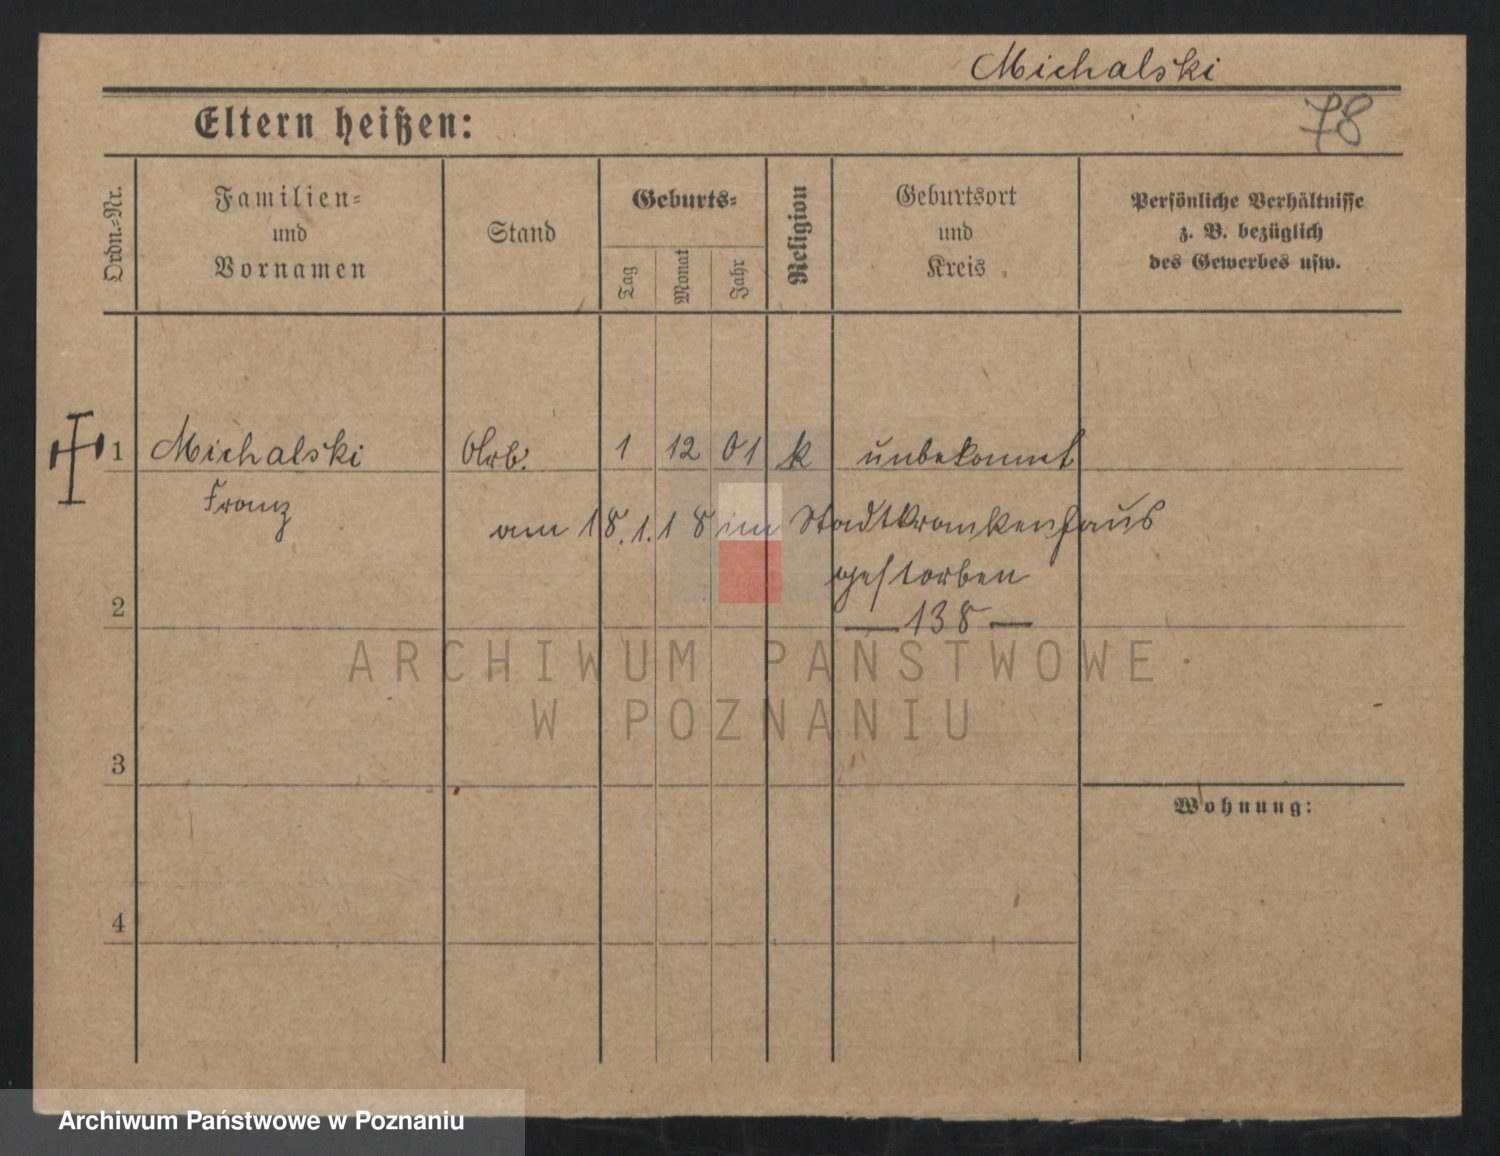 Michalski
78
Eltern heißen:
Ordn.-Nr.
Familien-
und
Vornamen
Stand
Geburts-
Tag
Monat
Jahr
Religion
Geburtsort
und
Kreis
Persönliche Verhältnisse
z. B. bezüglich
des Gewerbes usw.
1 Michalski Arb. 1 12 01 k unbekannt
Franz
am 18.1.18 im Stadtkrankenhaus
gestorben
— 138 —
2
ARCHIWUM PAŃSTWOWE
W POZNANIU
3
Wohnung:
4
Archiwum Państwowe w Poznaniu